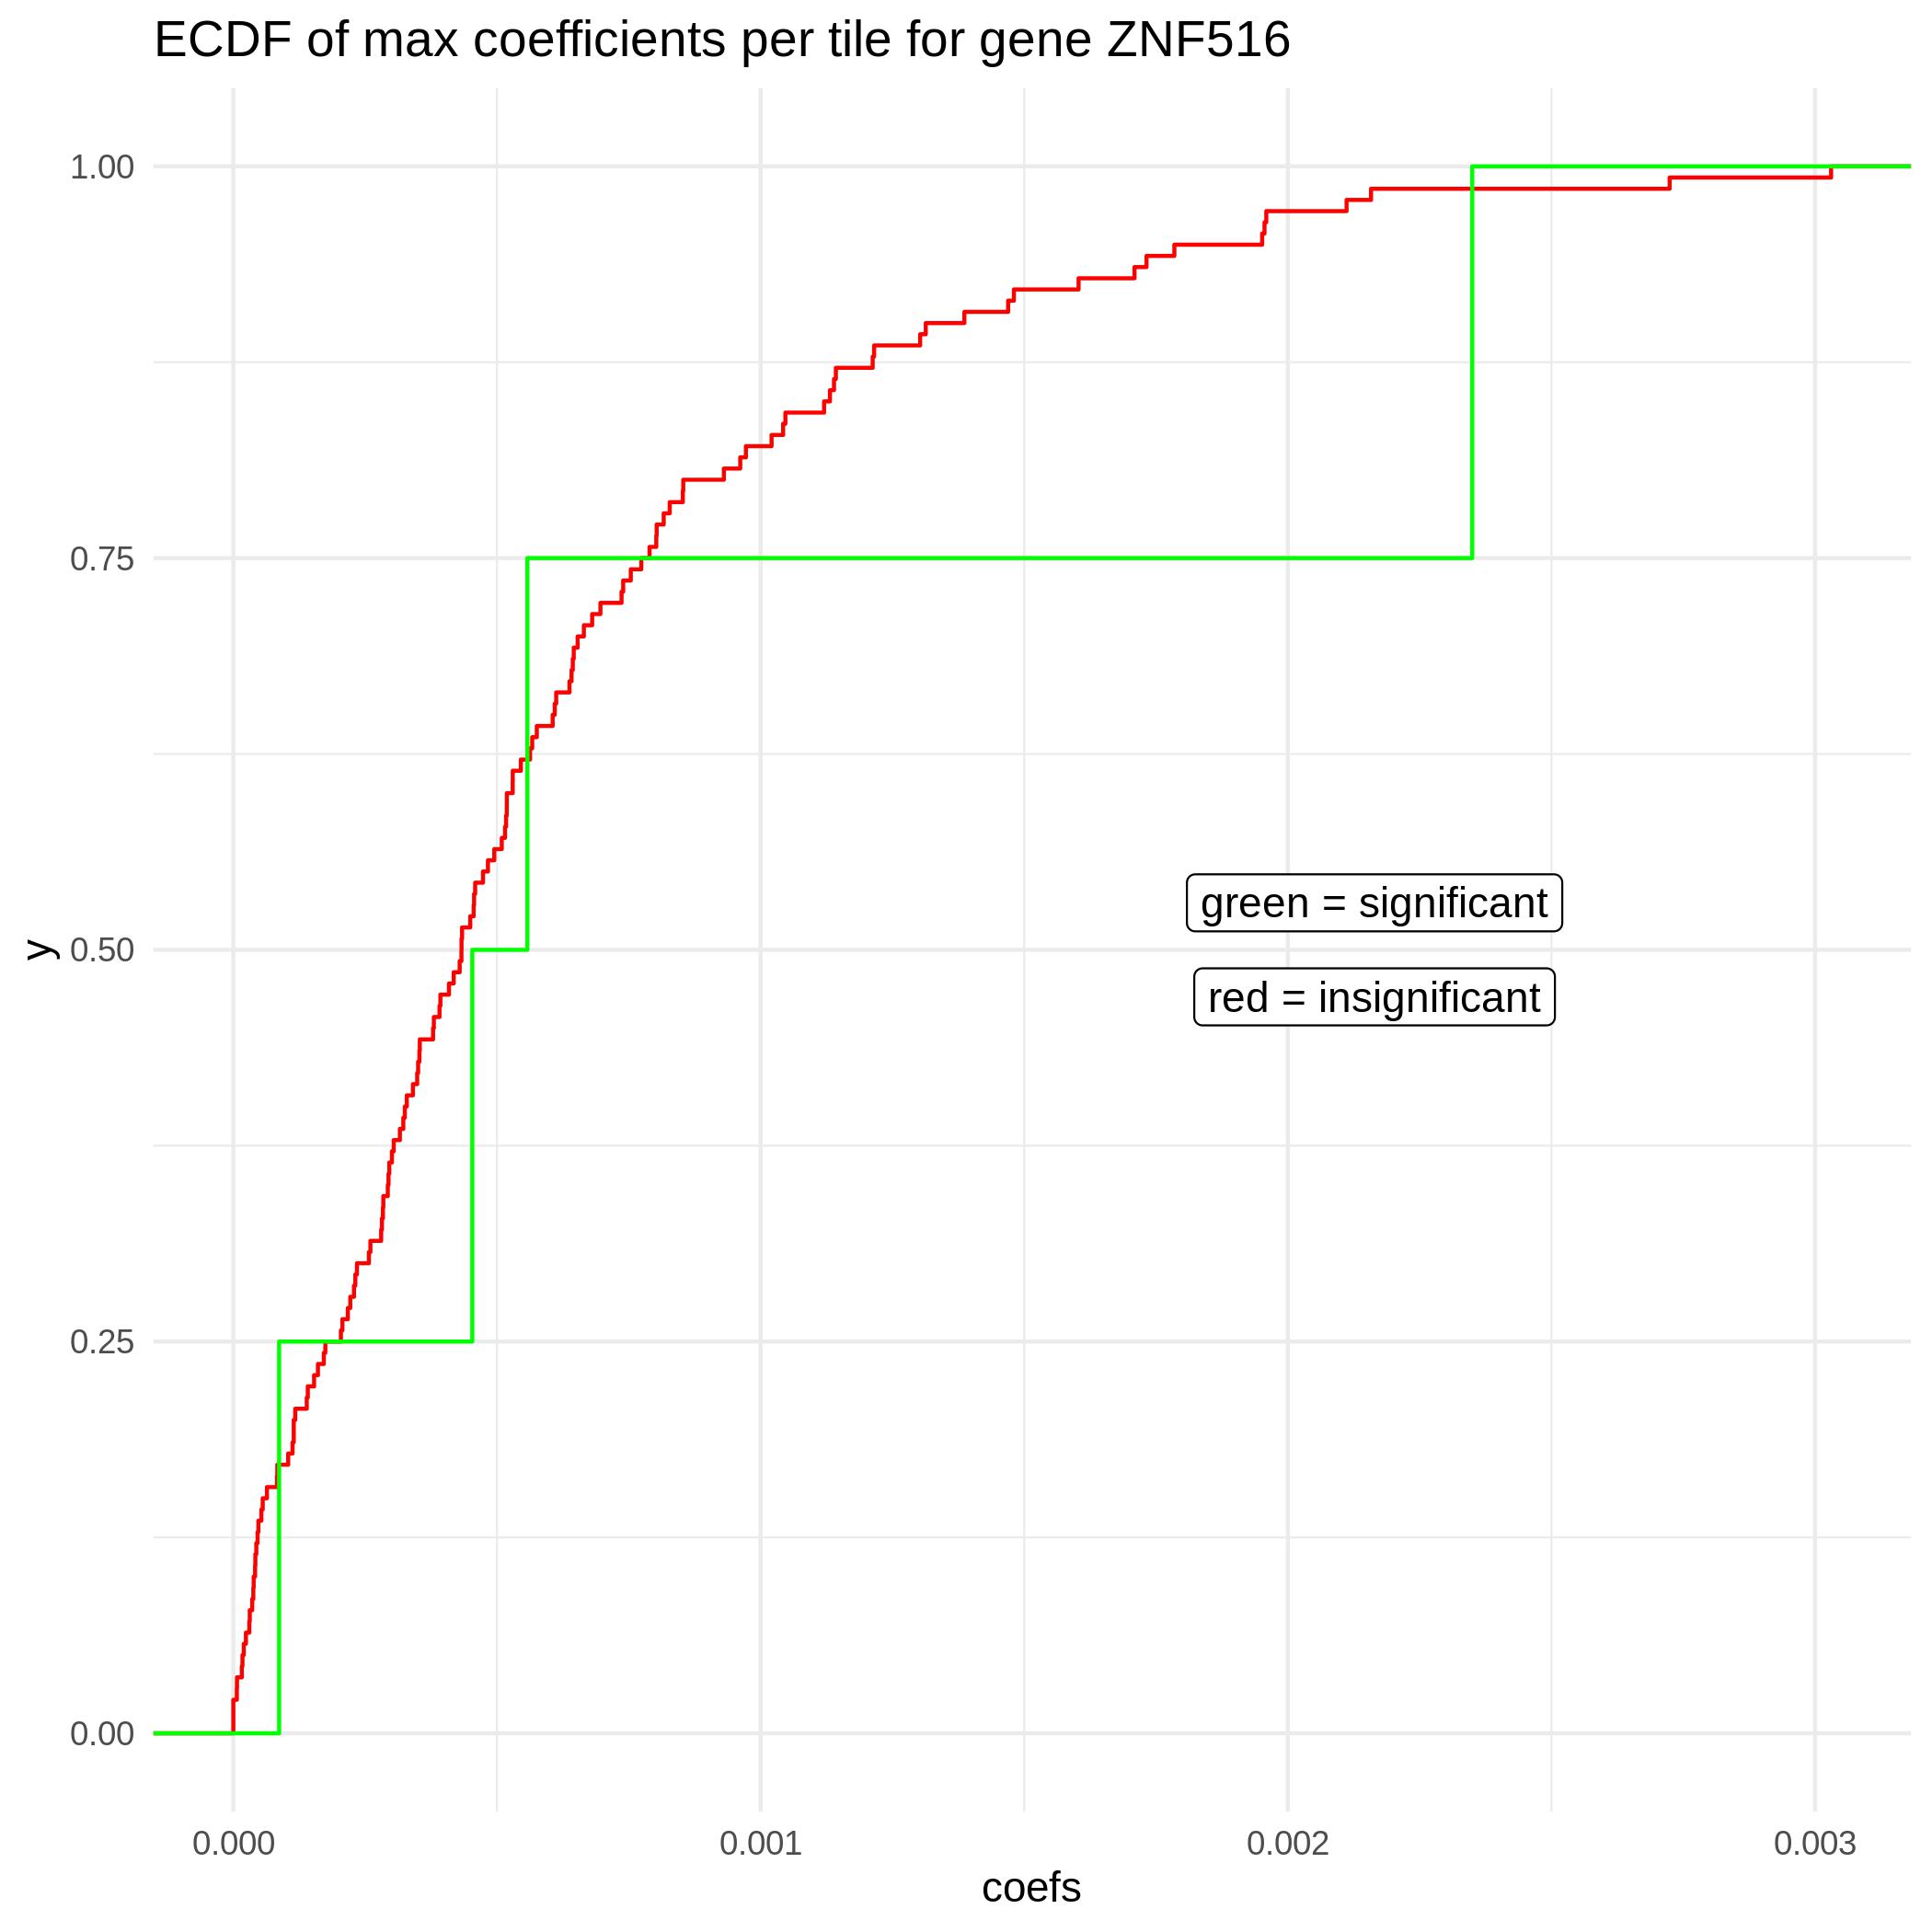 ECDF of max coefficients per tile for gene ZNF516
1.00
0.75
0.50
0.25
0.00
y
green = significant
red = insignificant
0.000 0.001 0.002 0.003
coefs